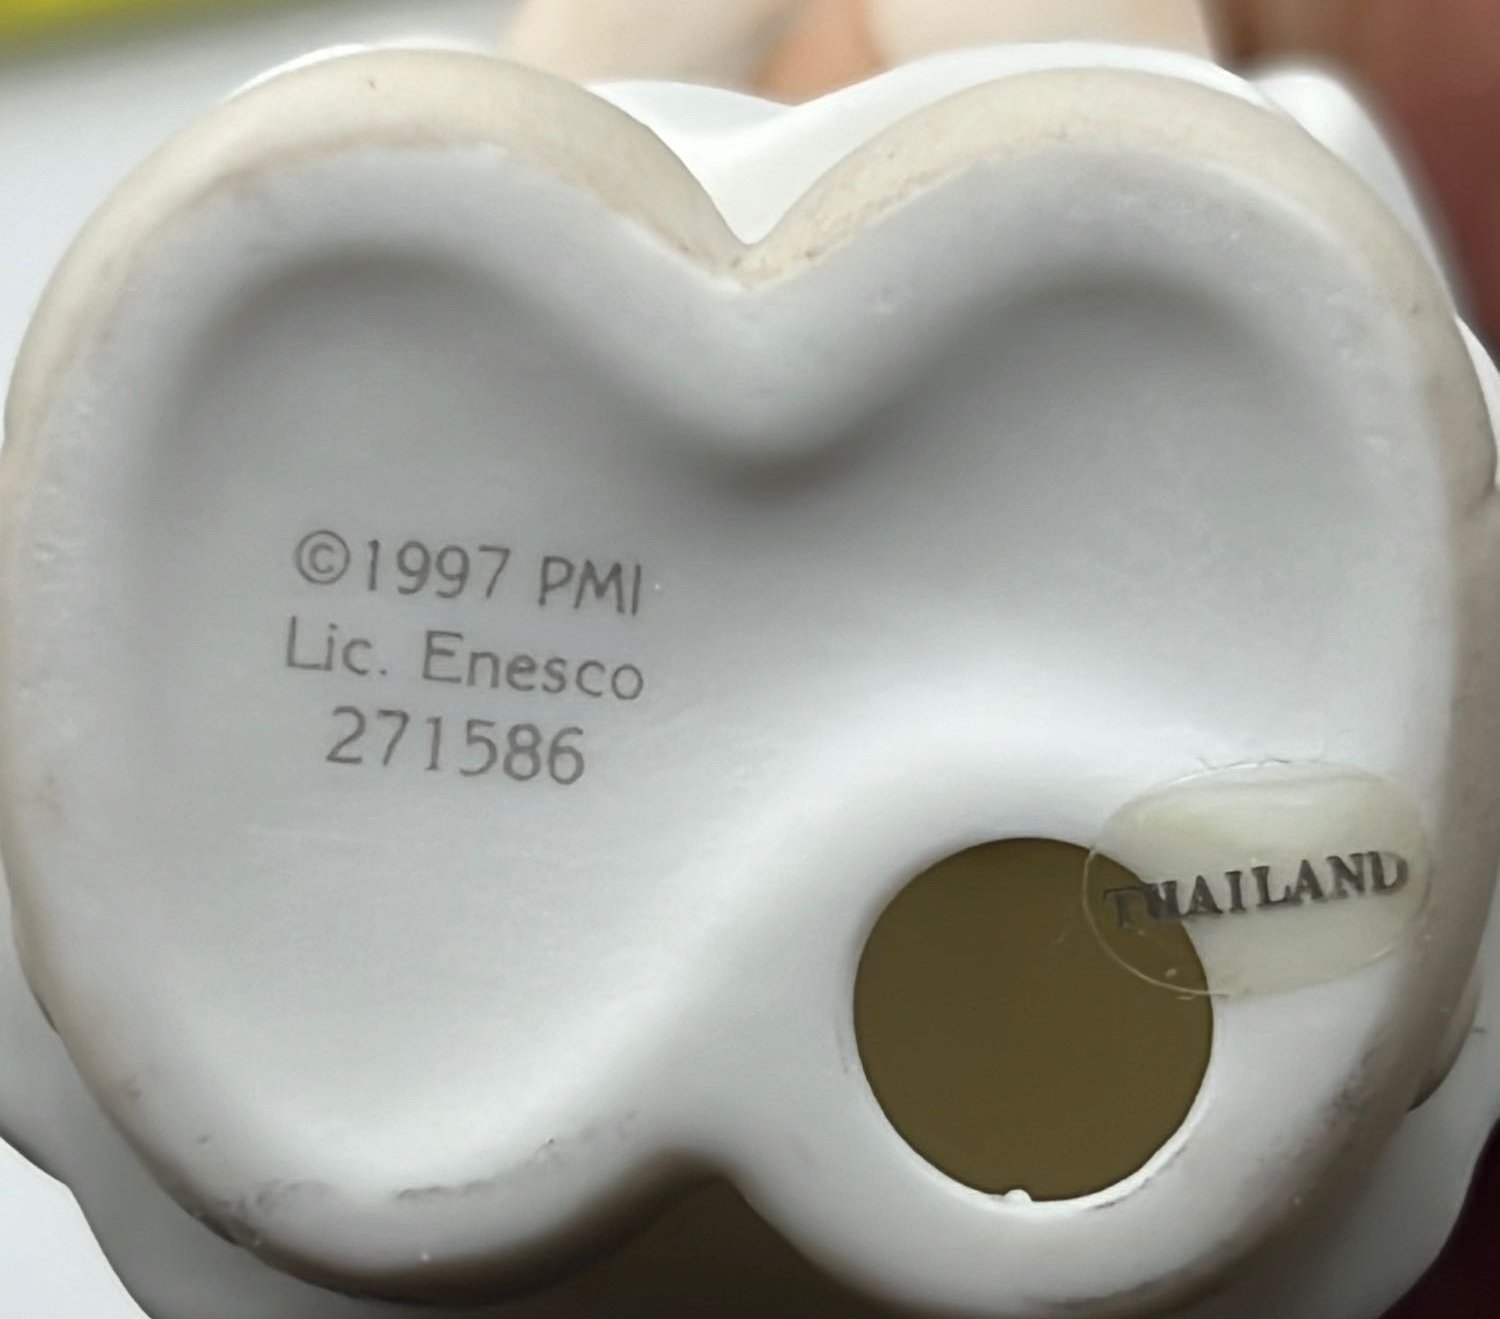 ©1997 PMI
Lic. Enesco
271586
THAILAND